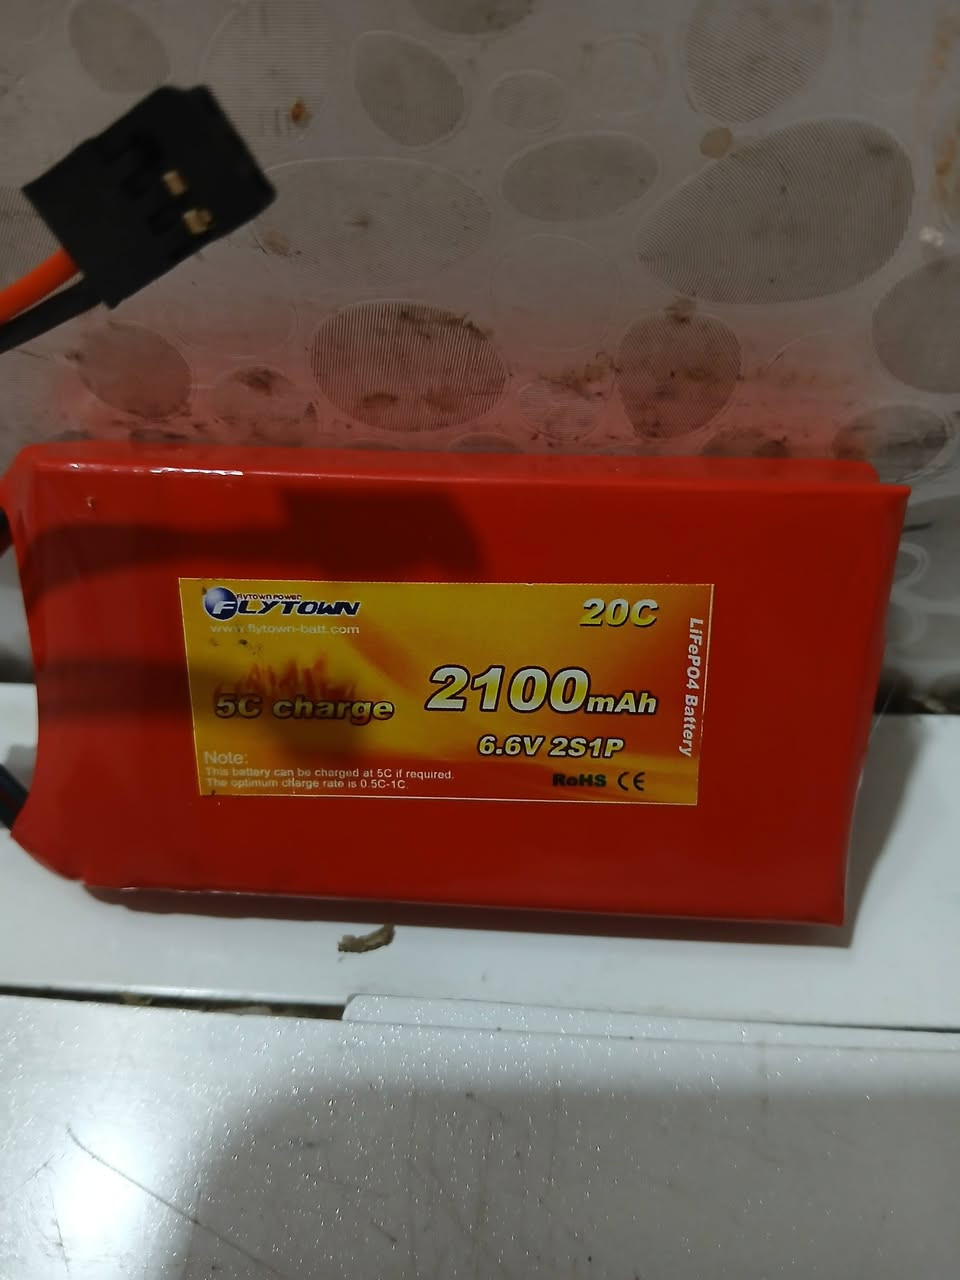 FLYTOWN POWER
FLYTOWN
www.flytown-batt.com
20C
5C charge
2100mAh
6.6V 2S1P
LiFePO4 Battery
Note:
This battery can be charged at 5C if required.
The optimum charge rate is 0.5C-1C.
RoHS CE